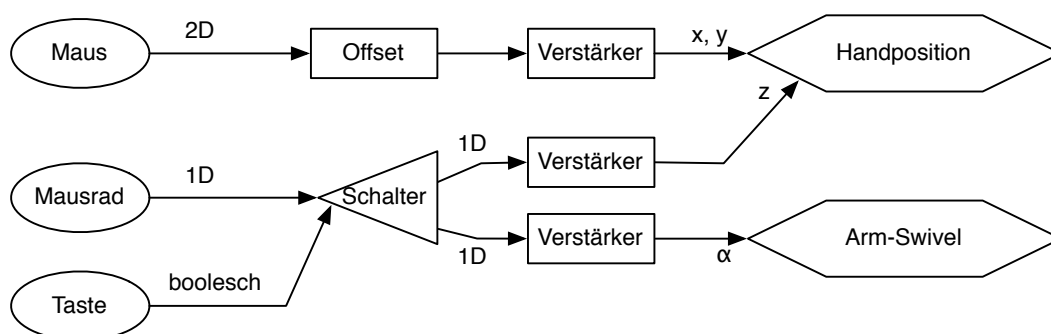 Maus
2D
Offset
Verstärker
x, y
Handposition
z
Mausrad
1D
Schalter
1D
Verstärker
1D
Verstärker
α
Arm-Swivel
Taste
boolesch